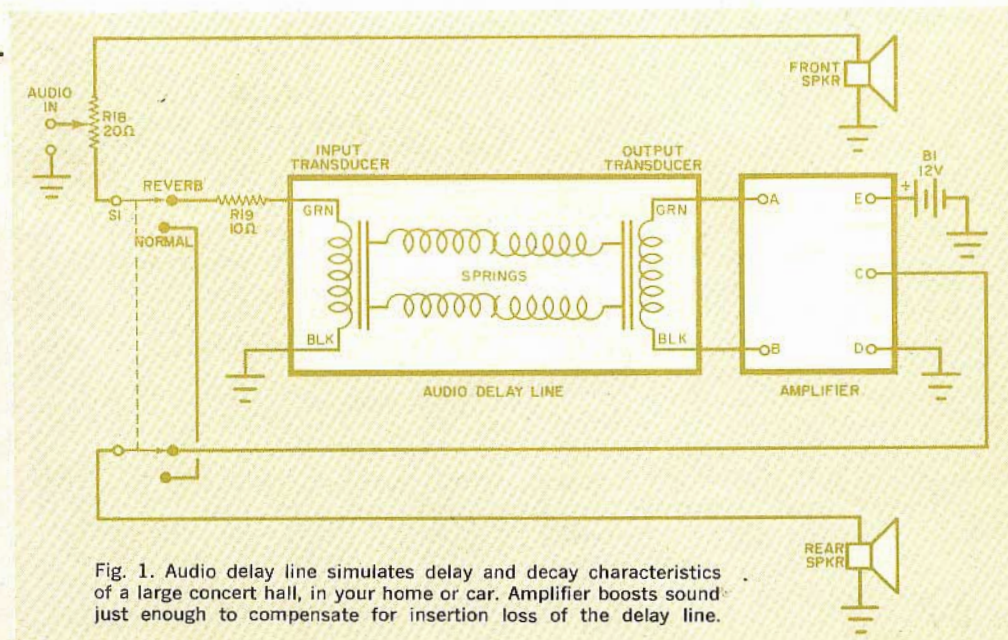 AUDIO
IN
R18
20Ω
S1
REVERB
NORMAL
R19
10Ω
INPUT
TRANSDUCER
GRN
BLK
SPRINGS
OUTPUT
TRANSDUCER
GRN
BLK
AUDIO DELAY LINE
A
B
E
C
D
AMPLIFIER
B1
12V
+
FRONT
SPKR
REAR
SPKR
Fig. 1. Audio delay line simulates delay and decay characteristics
of a large concert hall, in your home or car. Amplifier boosts sound
just enough to compensate for insertion loss of the delay line.